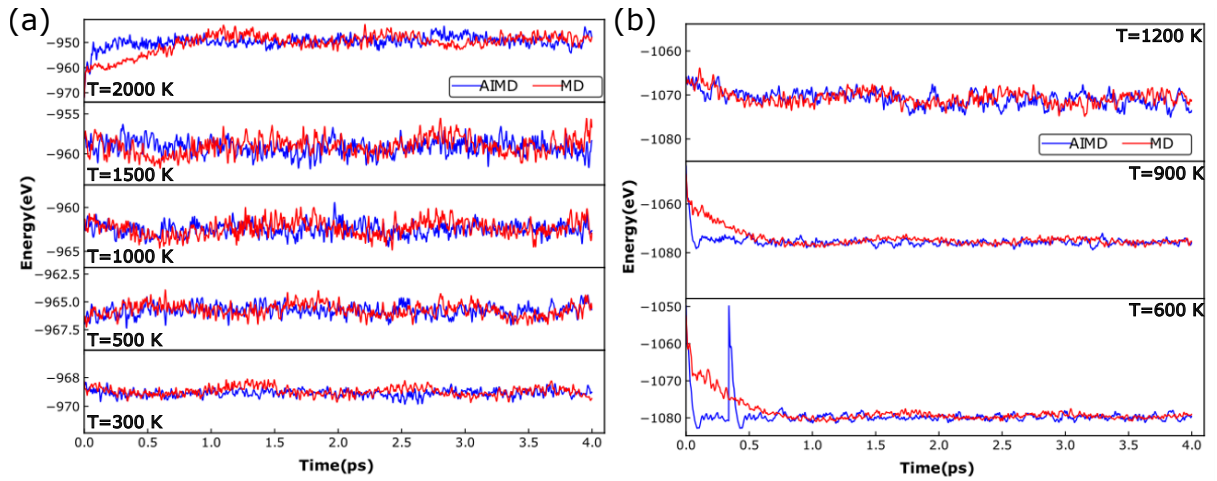 (a)
−950
−960
−970
T=2000 K
AIMD MD
−955
−960
T=1500 K
−960
−965
T=1000 K
−962.5
−965.0
−967.5
T=500 K
−968
−970
T=300 K
0.0 0.5 1.0 1.5 2.0 2.5 3.0 3.5 4.0
Time(ps)
Energy(eV)
(b)
T=1200 K
−1060
−1070
−1080
AIMD MD
T=900 K
−1060
−1080
T=600 K
−1050
−1060
−1070
−1080
0.0 0.5 1.0 1.5 2.0 2.5 3.0 3.5 4.0
Time(ps)
Energy(eV)